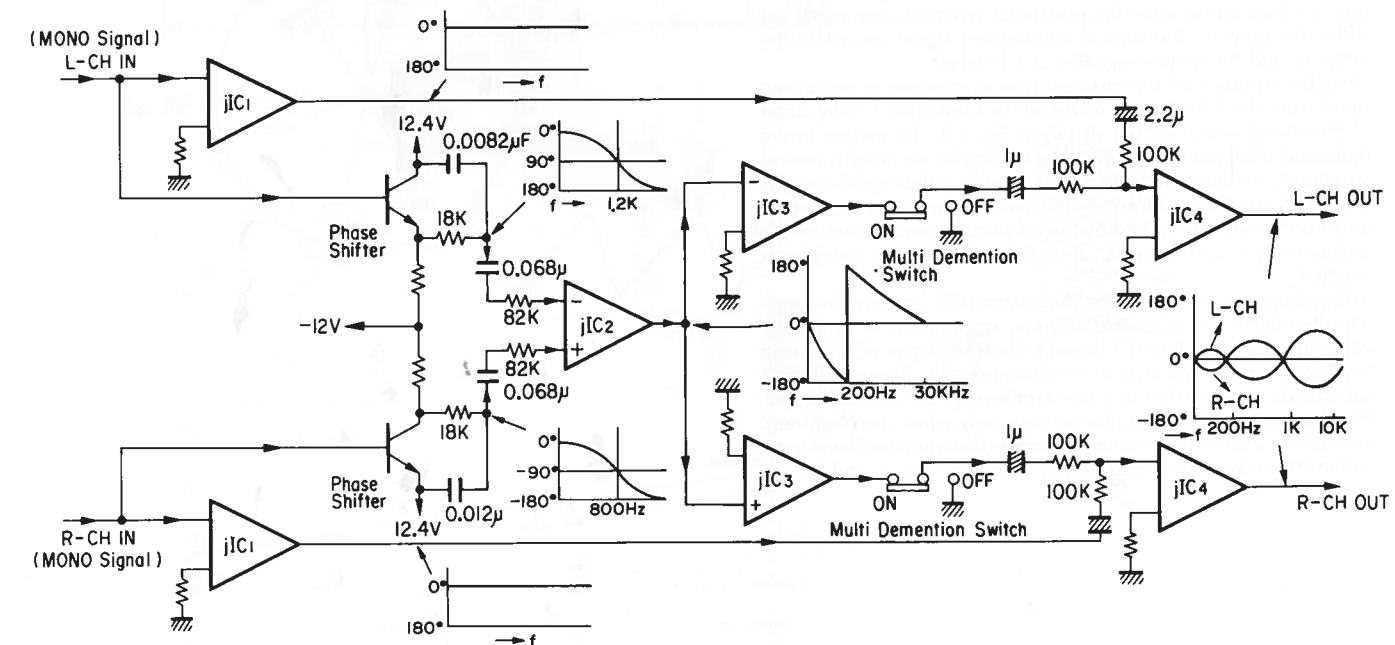 (MONO Signal)
L-CH IN
jIC1
0°
180°
f
12.4V
0.0082μF
Phase
Shifter
18K
0°
90°
180°
f
1.2K
0.068μ
82K
-12V
jIC2
-
+
82K
0.068μ
18K
Phase
Shifter
0.012μ
12.4V
0°
-90°
-180°
f
800Hz
R-CH IN
(MONO Signal)
jIC1
0°
180°
f
-
jIC3
ON
OFF
Multi Demention
Switch
1μ
100K
2.2μ
100K
jIC4
L-CH OUT
180°
0°
-180°
f
200Hz
30KHz
180°
L-CH
0°
R-CH
-180°
f
200Hz
1K
10K
jIC3
+
ON
OFF
Multi Demention Switch
1μ
100K
100K
jIC4
R-CH OUT